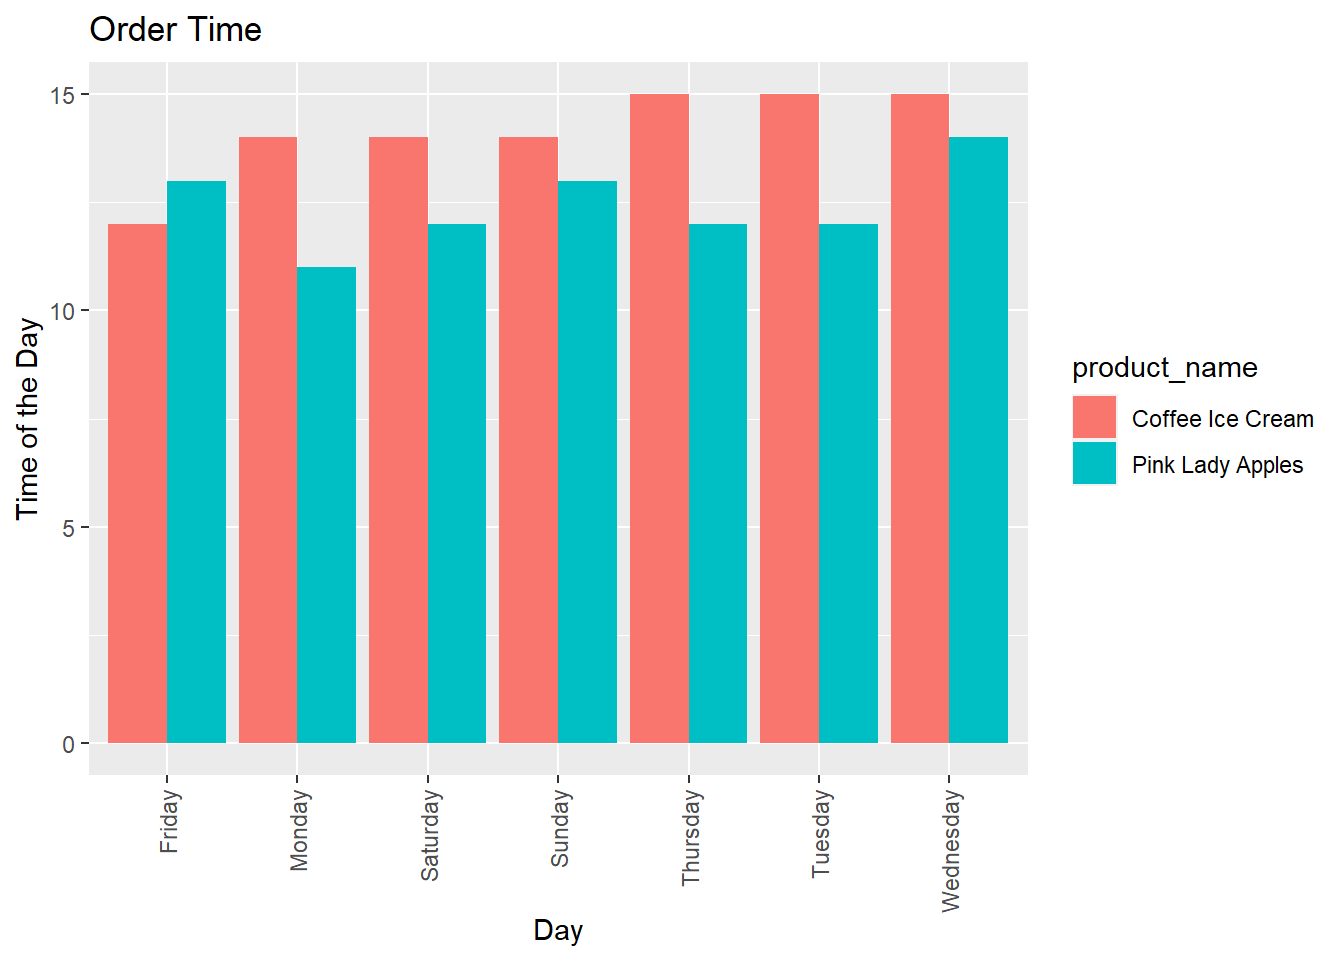 Order Time
15
10
5
0
Time of the Day
Friday
Monday
Saturday
Sunday
Thursday
Tuesday
Wednesday
Day
product_name
Coffee Ice Cream
Pink Lady Apples